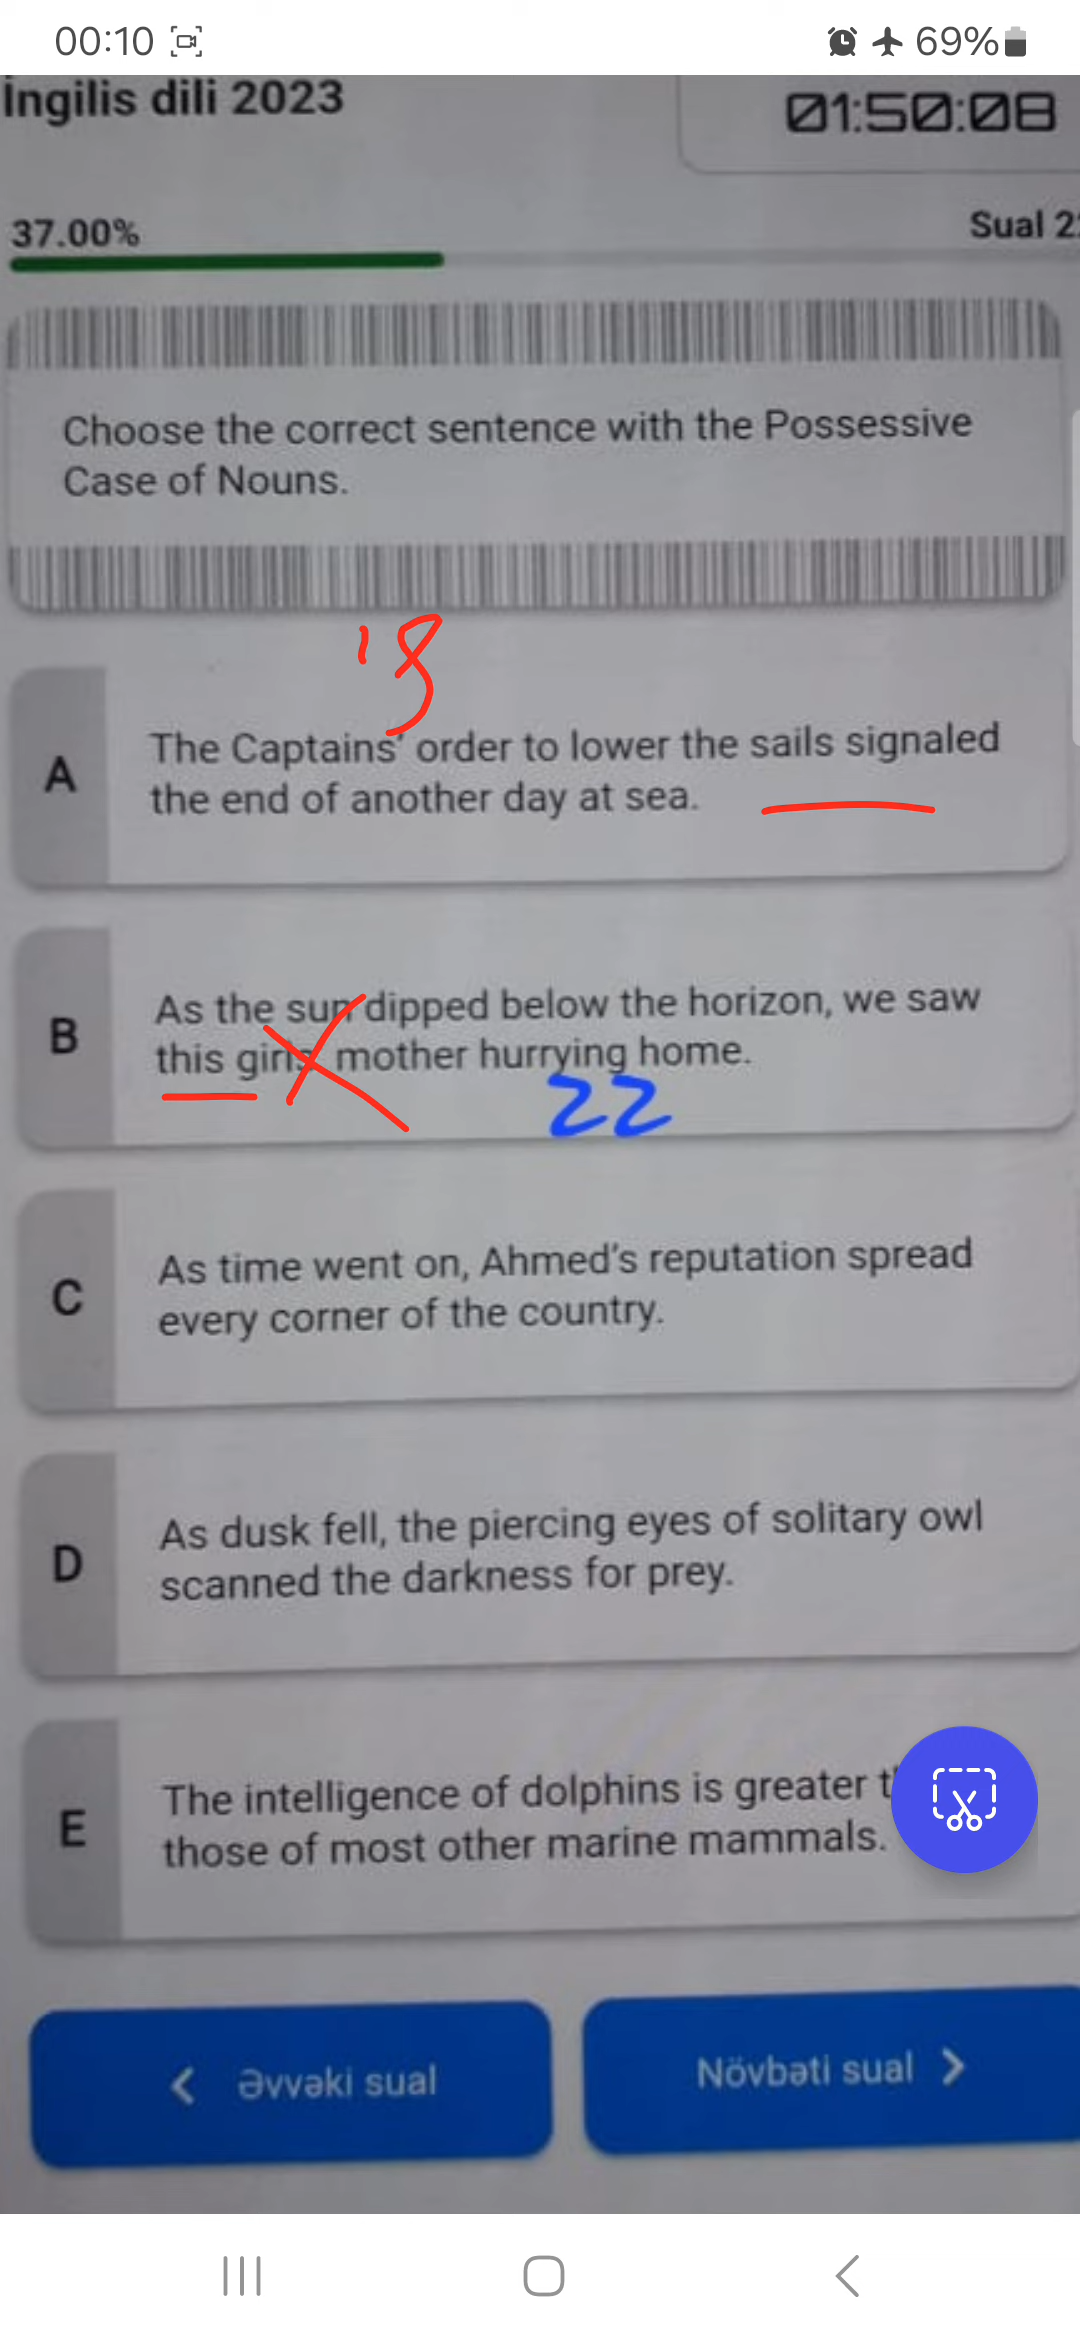 00:10
69%
İngilis dili 2023
01:50:08
37.00%
Sual 2
Choose the correct sentence with the Possessive
Case of Nouns.
's
A
The Captains' order to lower the sails signaled
the end of another day at sea.
B
As the sun dipped below the horizon, we saw
this girls' mother hurrying home.
22
C
As time went on, Ahmed's reputation spread
every corner of the country.
D
As dusk fell, the piercing eyes of solitary owl
scanned the darkness for prey.
E
The intelligence of dolphins is greater
those of most other marine mammals.
Əvvəki sual
Növbəti sual